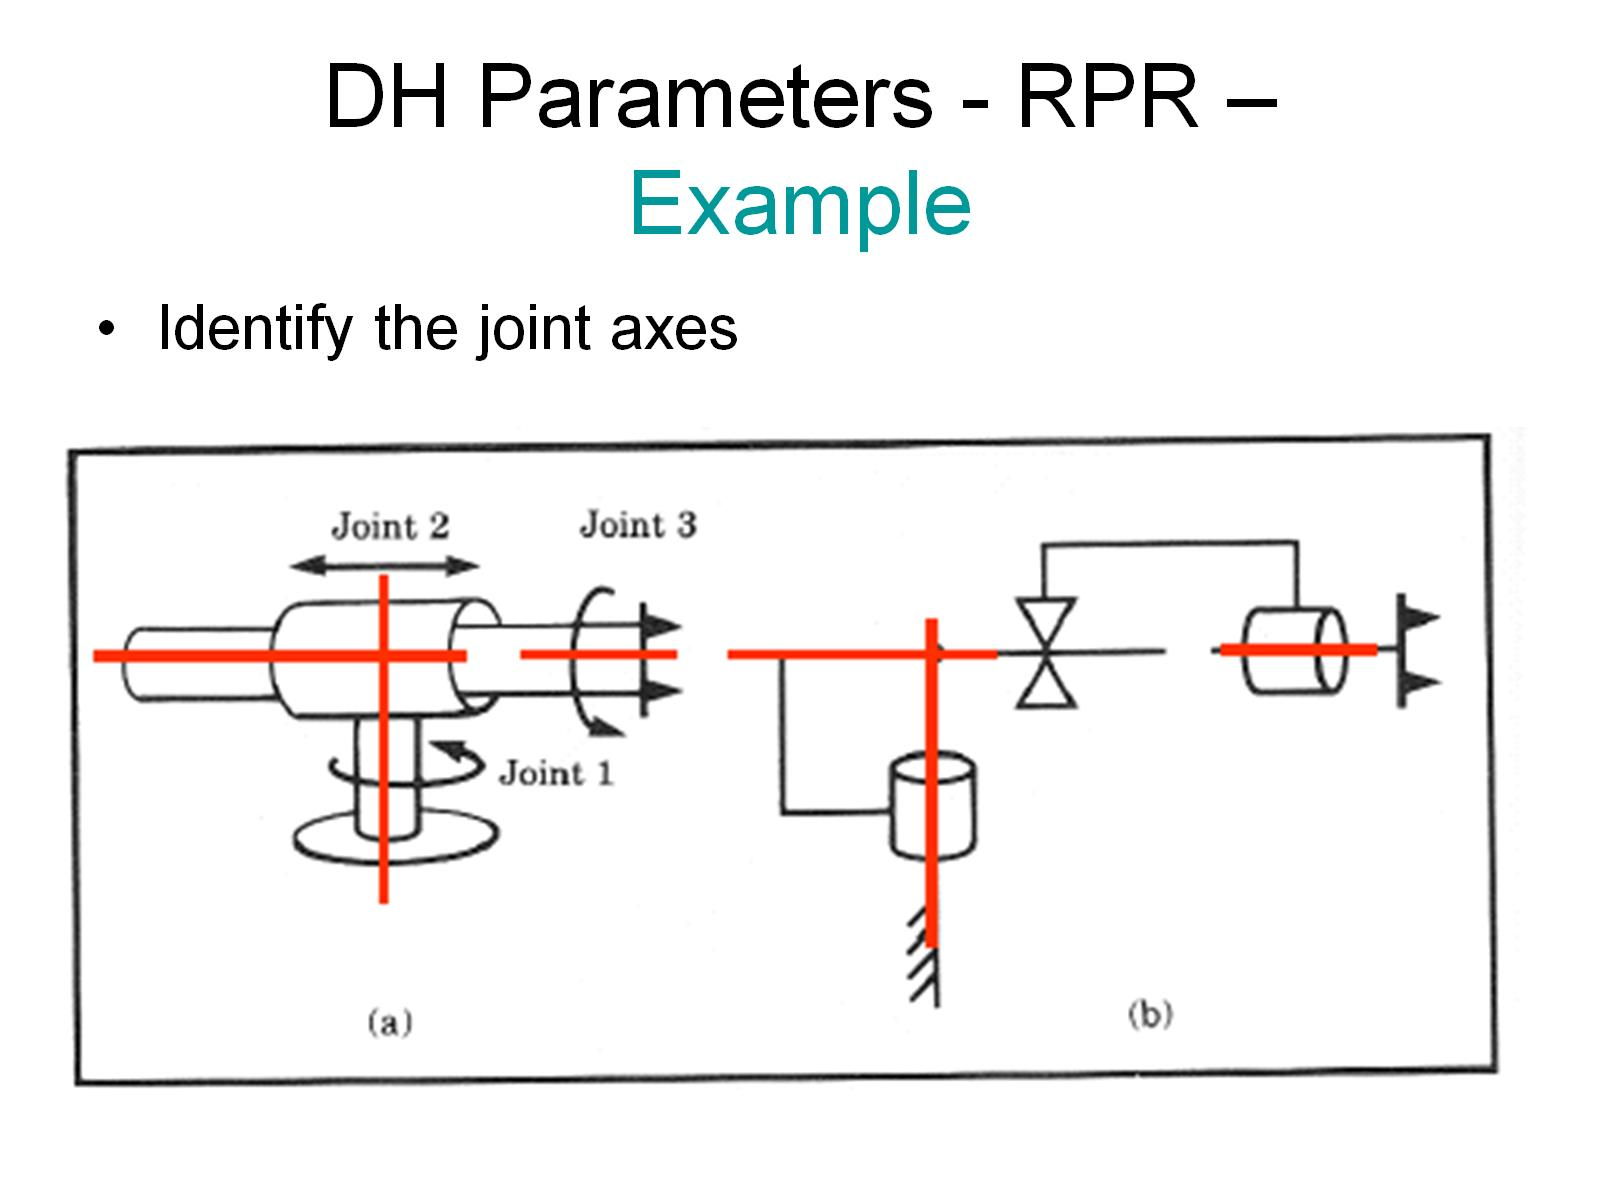 DH Parameters - RPR –
Example
• Identify the joint axes
Joint 2
Joint 3
Joint 1
(a)
(b)